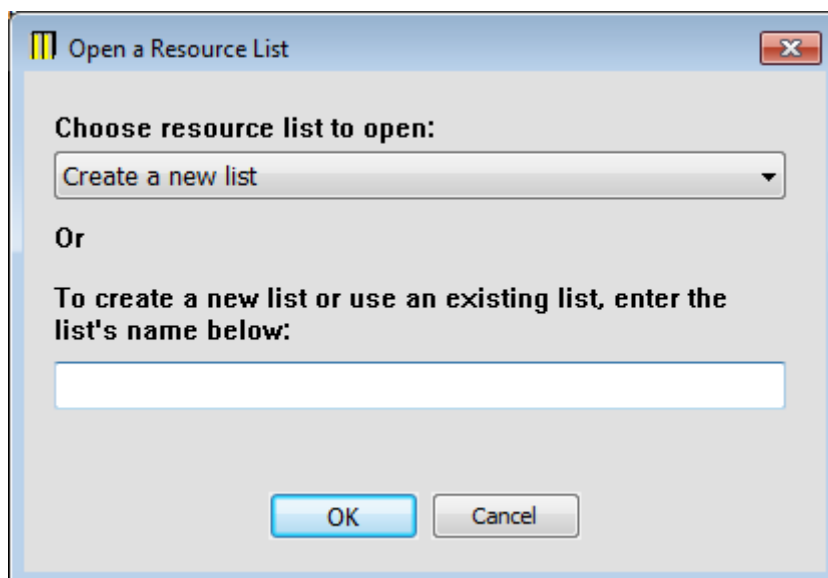 Open a Resource List
Choose resource list to open:
Create a new list
Or
To create a new list or use an existing list, enter the
list's name below:
OK
Cancel